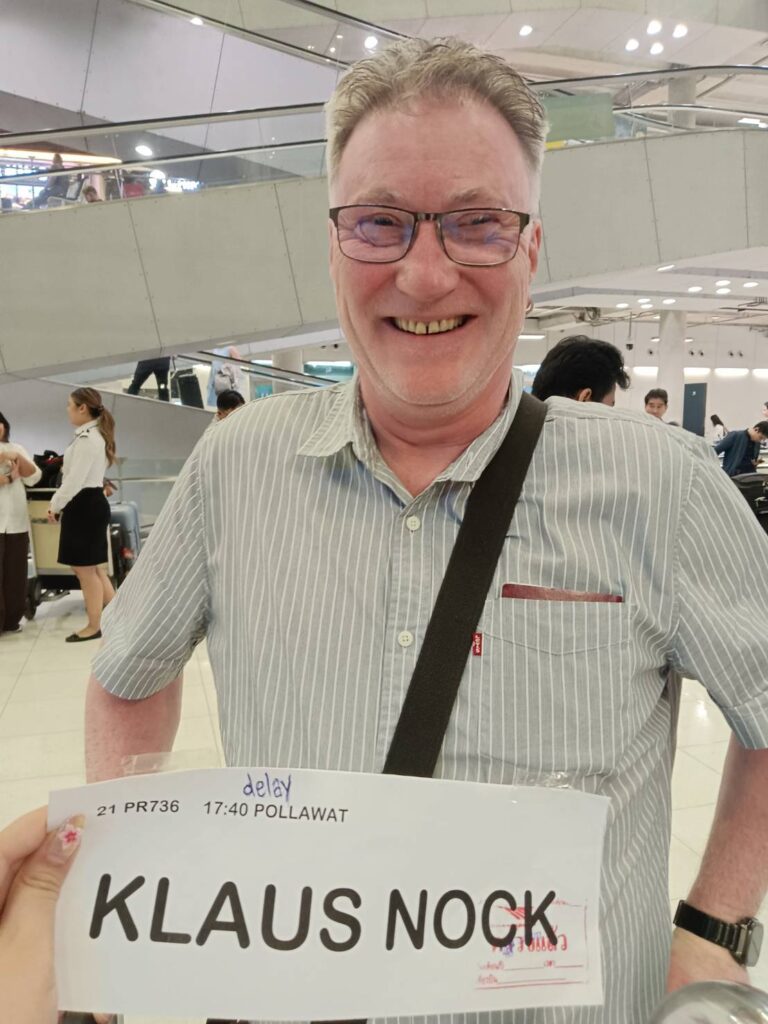 delay
21 PR736 17:40 POLLAWAT
KLAUS NOCK